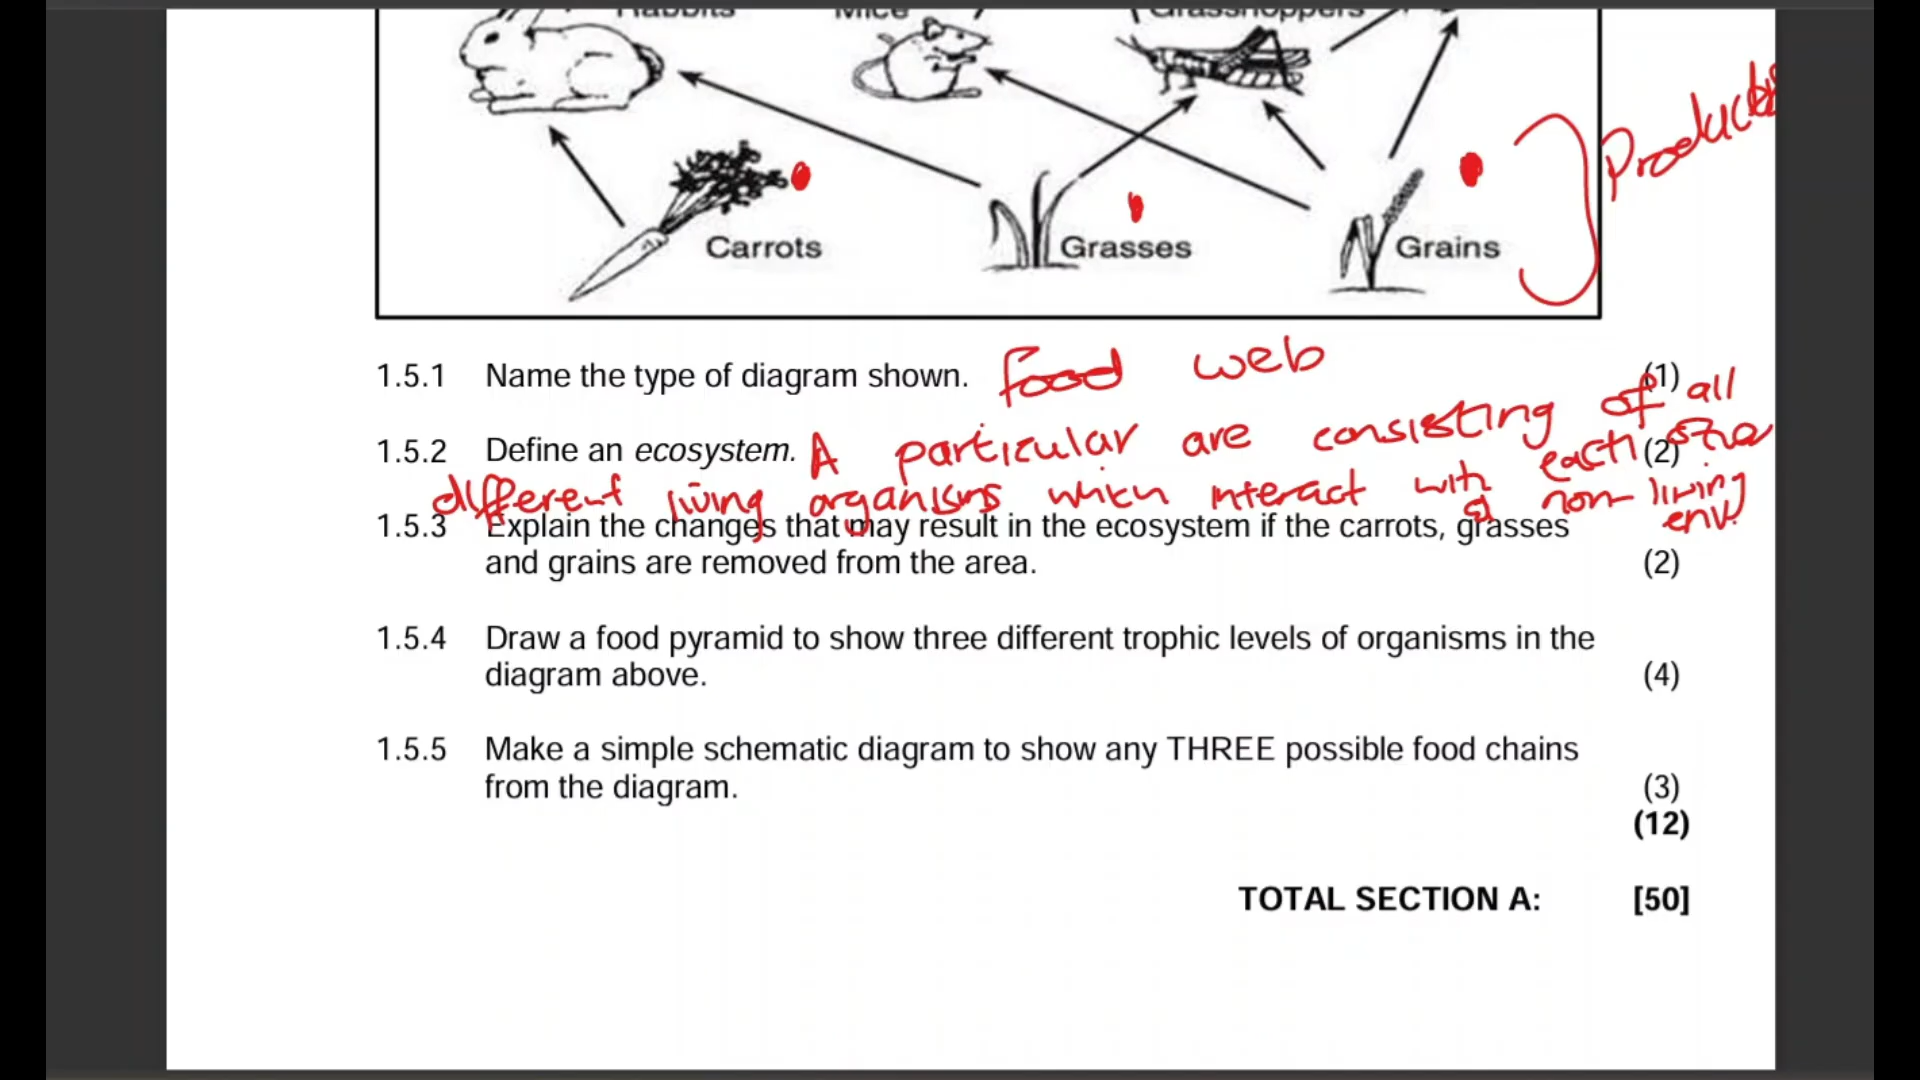 Rabbits Mice Grasshoppers
Carrots Grasses Grains
1.5.1 Name the type of diagram shown. food web (1)
1.5.2 Define an ecosystem. A particular are consisting of all (2)
different living organisms which interact with each other
& non-living
env.
1.5.3 Explain the changes that may result in the ecosystem if the carrots, grasses
and grains are removed from the area. (2)
1.5.4 Draw a food pyramid to show three different trophic levels of organisms in the
diagram above. (4)
1.5.5 Make a simple schematic diagram to show any THREE possible food chains
from the diagram. (3)
(12)
TOTAL SECTION A: [50]